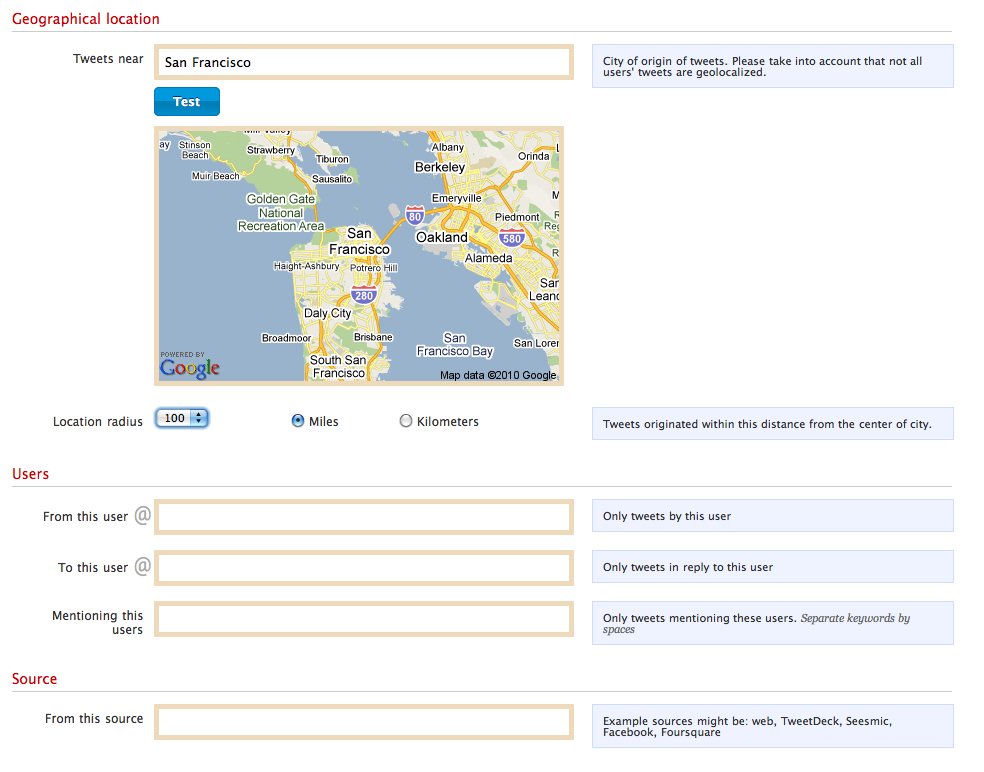 Geographical location
Tweets near
San Francisco
City of origin of tweets. Please take into account that not all
users' tweets are geolocalized.
Test
ay
Stinson
Beach
Mill Valley
Strawberry
Tiburon
Muir Beach
Sausalito
Golden Gate
National
Recreation Area
Albany
Berkeley
Orinda
L
Emeryville
M
80
Piedmont
R
Reg
San
Francisco
Oakland
580
Alameda
R
Haight-Ashbury
Potrero Hill
280
San
Leand
Daly City
Broadmoor
Brisbane
San
Francisco Bay
San Loren
South San
Francisco
POWERED BY
Google
Map data ©2010 Google
Location radius
100
Miles
Kilometers
Tweets originated within this distance from the center of city.
Users
From this user @
Only tweets by this user
To this user @
Only tweets in reply to this user
Mentioning this
users
Only tweets mentioning these users. Separate keywords by
spaces
Source
From this source
Example sources might be: web, TweetDeck, Seesmic,
Facebook, Foursquare